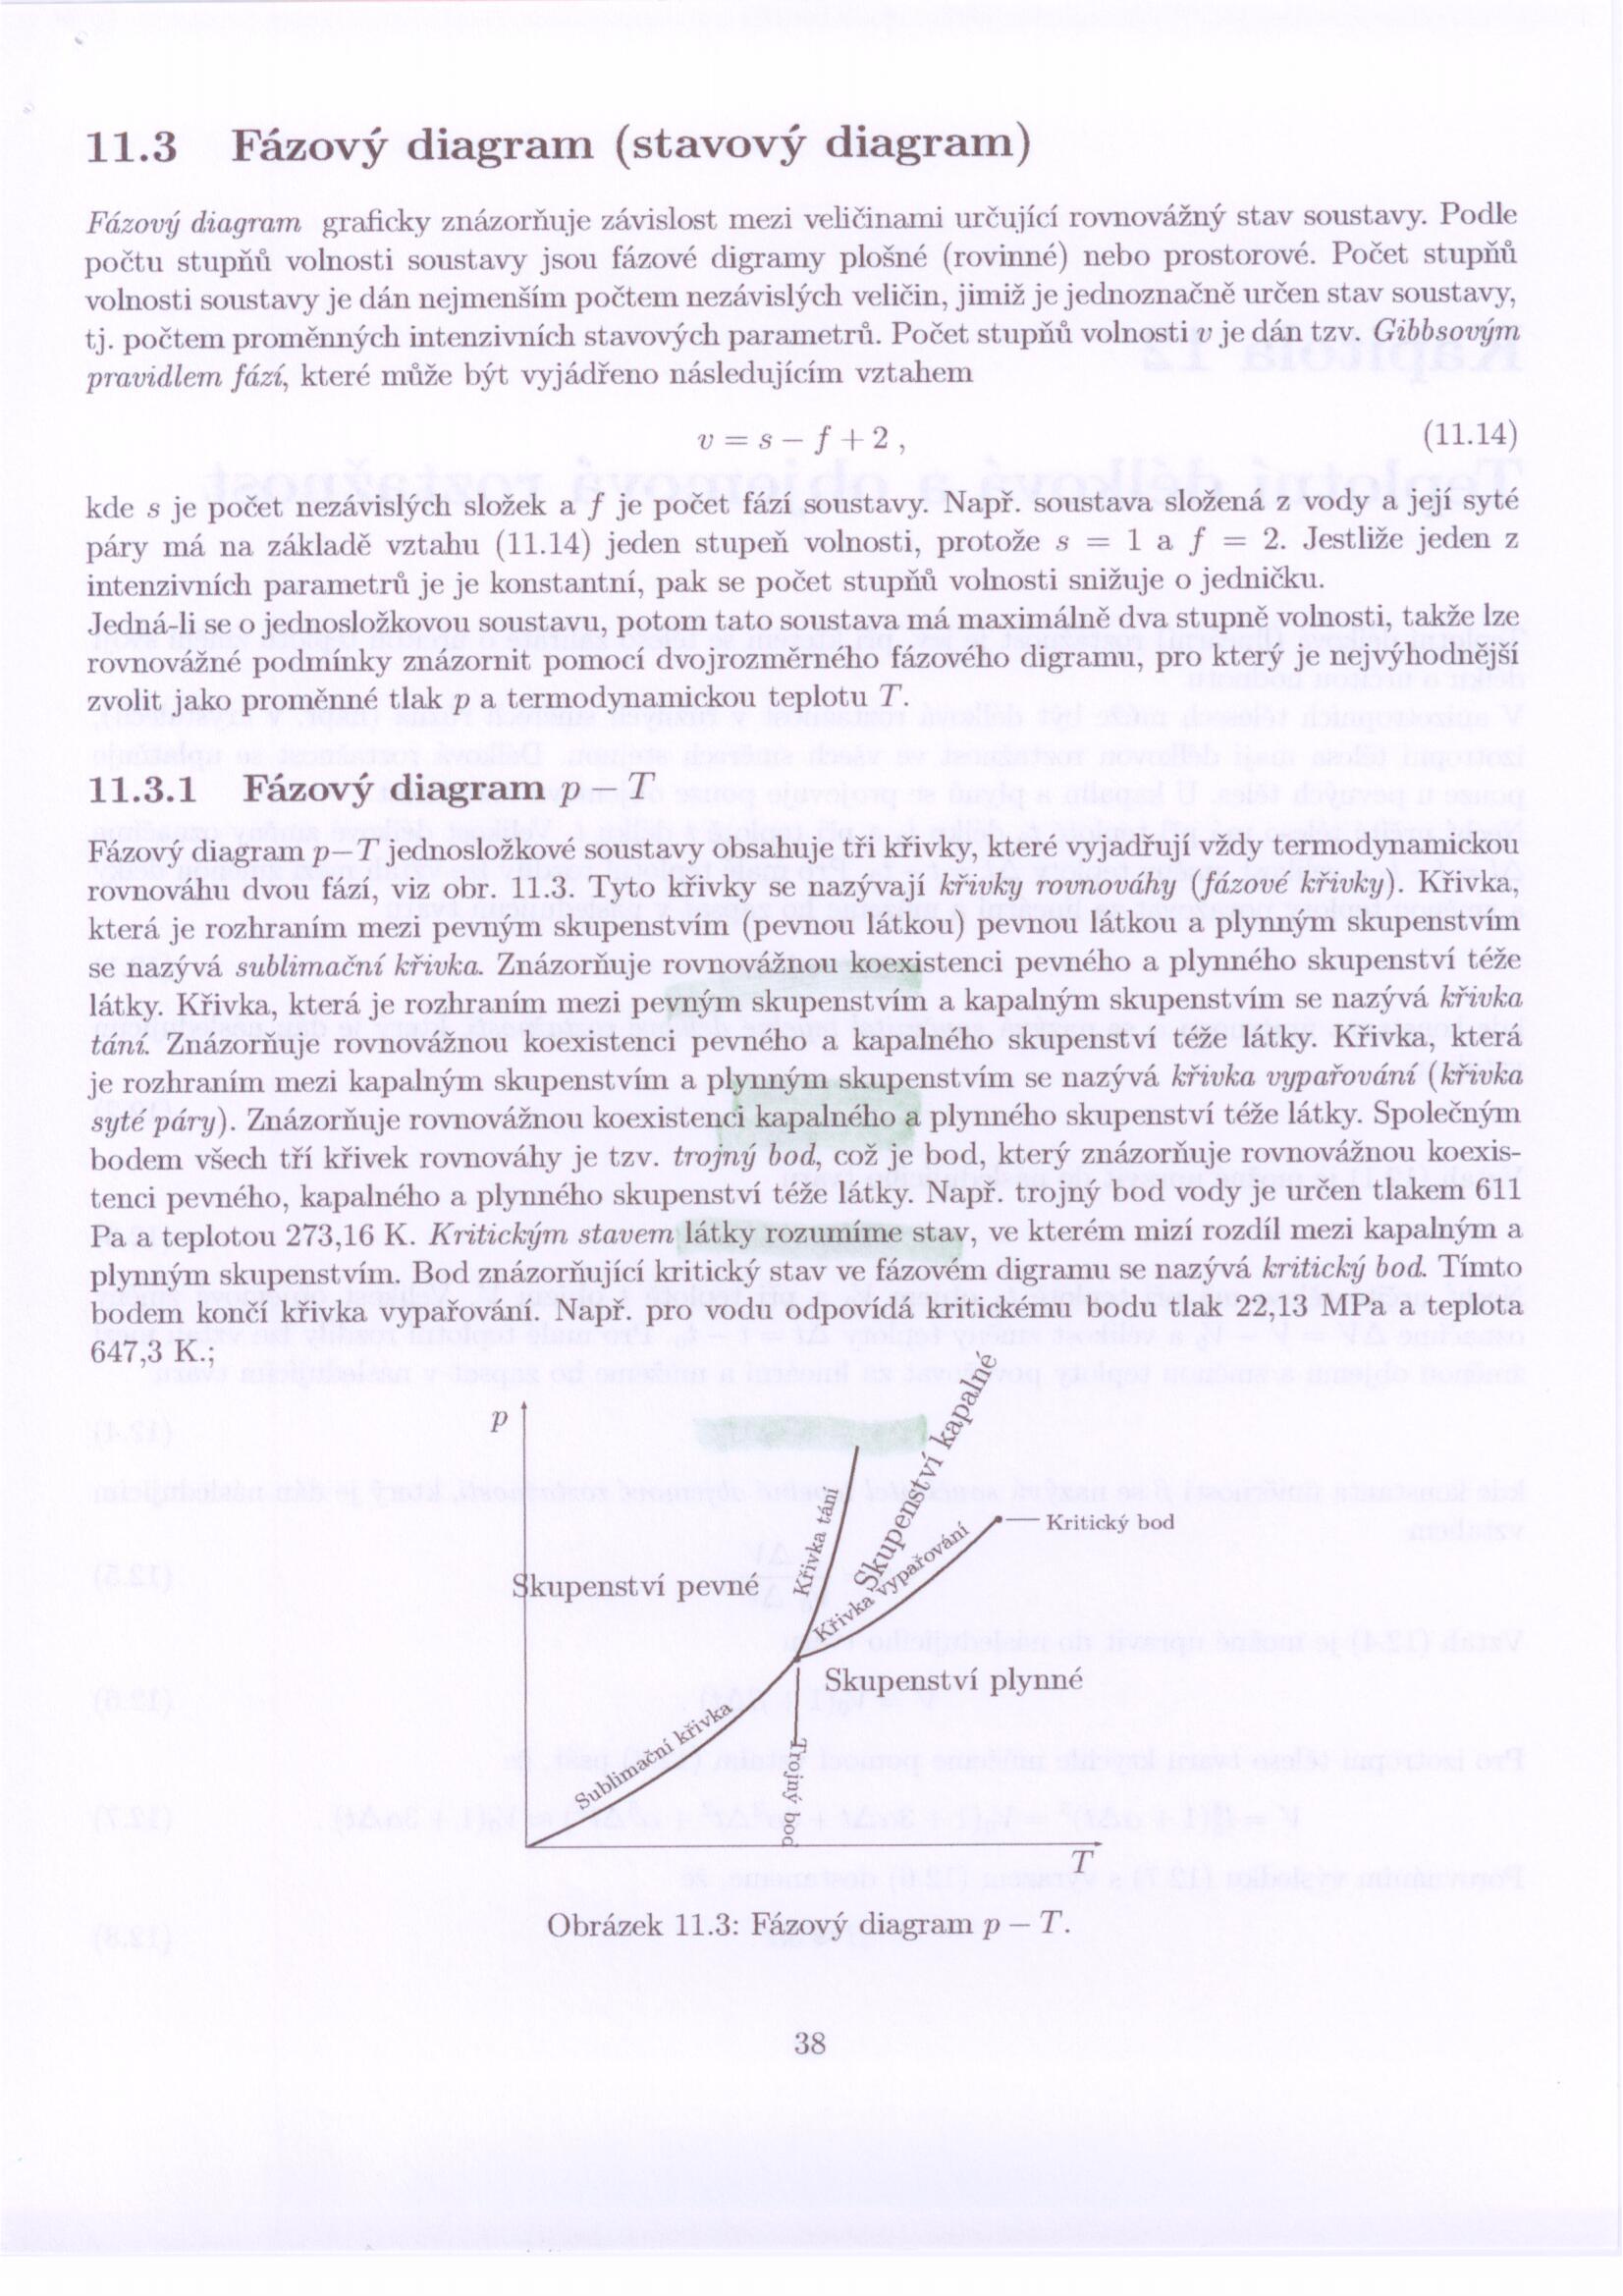 11.3 Fázový diagram (stavový diagram)
Fázový diagram graficky znázorňuje závislost mezi veličinami určující rovnovážný stav soustavy. Podle
počtu stupňů volnosti soustavy jsou fázové digramy plošné (rovinné) nebo prostorové. Počet stupňů
volnosti soustavy je dán nejmenším počtem nezávislých veličin, jimiž je jednoznačně určen stav soustavy,
tj. počtem proměnných intenzivních stavových parametrů. Počet stupňů volnosti v je dán tzv. Gibbsovým
pravidlem fází, které může být vyjádřeno následujícím vztahem
v = s − f + 2 , (11.14)
kde s je počet nezávislých složek a f je počet fází soustavy. Např. soustava složená z vody a její syté
páry má na základě vztahu (11.14) jeden stupeň volnosti, protože s = 1 a f = 2. Jestliže jeden z
intenzivních parametrů je je konstantní, pak se počet stupňů volnosti snižuje o jedničku.
Jedná-li se o jednosložkovou soustavu, potom tato soustava má maximálně dva stupně volnosti, takže lze
rovnovážné podmínky znázornit pomocí dvojrozměrného fázového digramu, pro který je nejvýhodnější
zvolit jako proměnné tlak p a termodynamickou teplotu T.
11.3.1 Fázový diagram p − T
Fázový diagram p−T jednosložkové soustavy obsahuje tři křivky, které vyjadřují vždy termodynamickou
rovnováhu dvou fází, viz obr. 11.3. Tyto křivky se nazývají křivky rovnováhy (fázové křivky). Křivka,
která je rozhraním mezi pevným skupenstvím (pevnou látkou) pevnou látkou a plynným skupenstvím
se nazývá sublimační křivka. Znázorňuje rovnovážnou koexistenci pevného a plynného skupenství téže
látky. Křivka, která je rozhraním mezi pevným skupenstvím a kapalným skupenstvím se nazývá křivka
tání. Znázorňuje rovnovážnou koexistenci pevného a kapalného skupenství téže látky. Křivka, která
je rozhraním mezi kapalným skupenstvím a plynným skupenstvím se nazývá křivka vypařování (křivka
syté páry). Znázorňuje rovnovážnou koexistenci kapalného a plynného skupenství téže látky. Společným
bodem všech tří křivek rovnováhy je tzv. trojný bod, což je bod, který znázorňuje rovnovážnou koexis-
tenci pevného, kapalného a plynného skupenství téže látky. Např. trojný bod vody je určen tlakem 611
Pa a teplotou 273,16 K. Kritickým stavem látky rozumíme stav, ve kterém mizí rozdíl mezi kapalným a
plynným skupenstvím. Bod znázorňující kritický stav ve fázovém digramu se nazývá kritický bod. Tímto
bodem končí křivka vypařování. Např. pro vodu odpovídá kritickému bodu tlak 22,13 MPa a teplota
647,3 K.;
p
Skupenství kapalné
Křivka tání
Kritický bod
Křivka vypařování
Skupenství pevné
Skupenství plynné
Sublimační křivka
Trojný bod
T
Obrázek 11.3: Fázový diagram p − T.
38